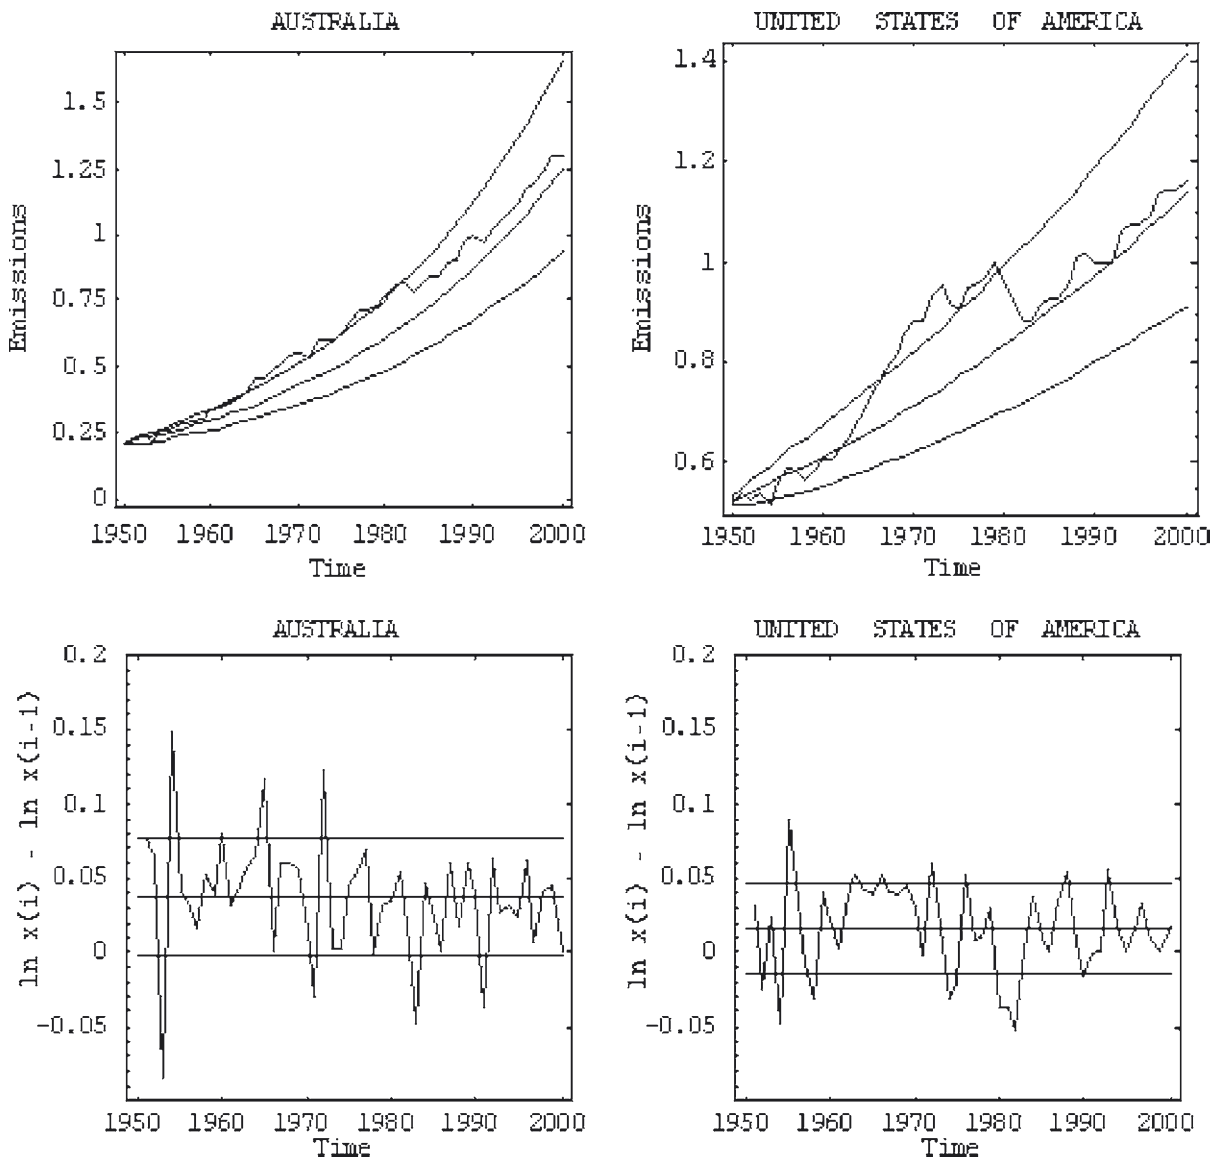 AUSTRALIA
1.5
1.25
1
0.75
0.5
0.25
0
Emissions
1950 1960 1970 1980 1990 2000
Time
UNITED STATES OF AMERICA
1.4
1.2
1
0.8
0.6
Emissions
1950 1960 1970 1980 1990 2000
Time
AUSTRALIA
0.2
0.15
0.1
0.05
0
-0.05
ln x(i) - ln x(i-1)
1950 1960 1970 1980 1990 2000
Time
UNITED STATES OF AMERICA
0.2
0.15
0.1
0.05
0
-0.05
ln x(i) - ln x(i-1)
1950 1960 1970 1980 1990 2000
Time